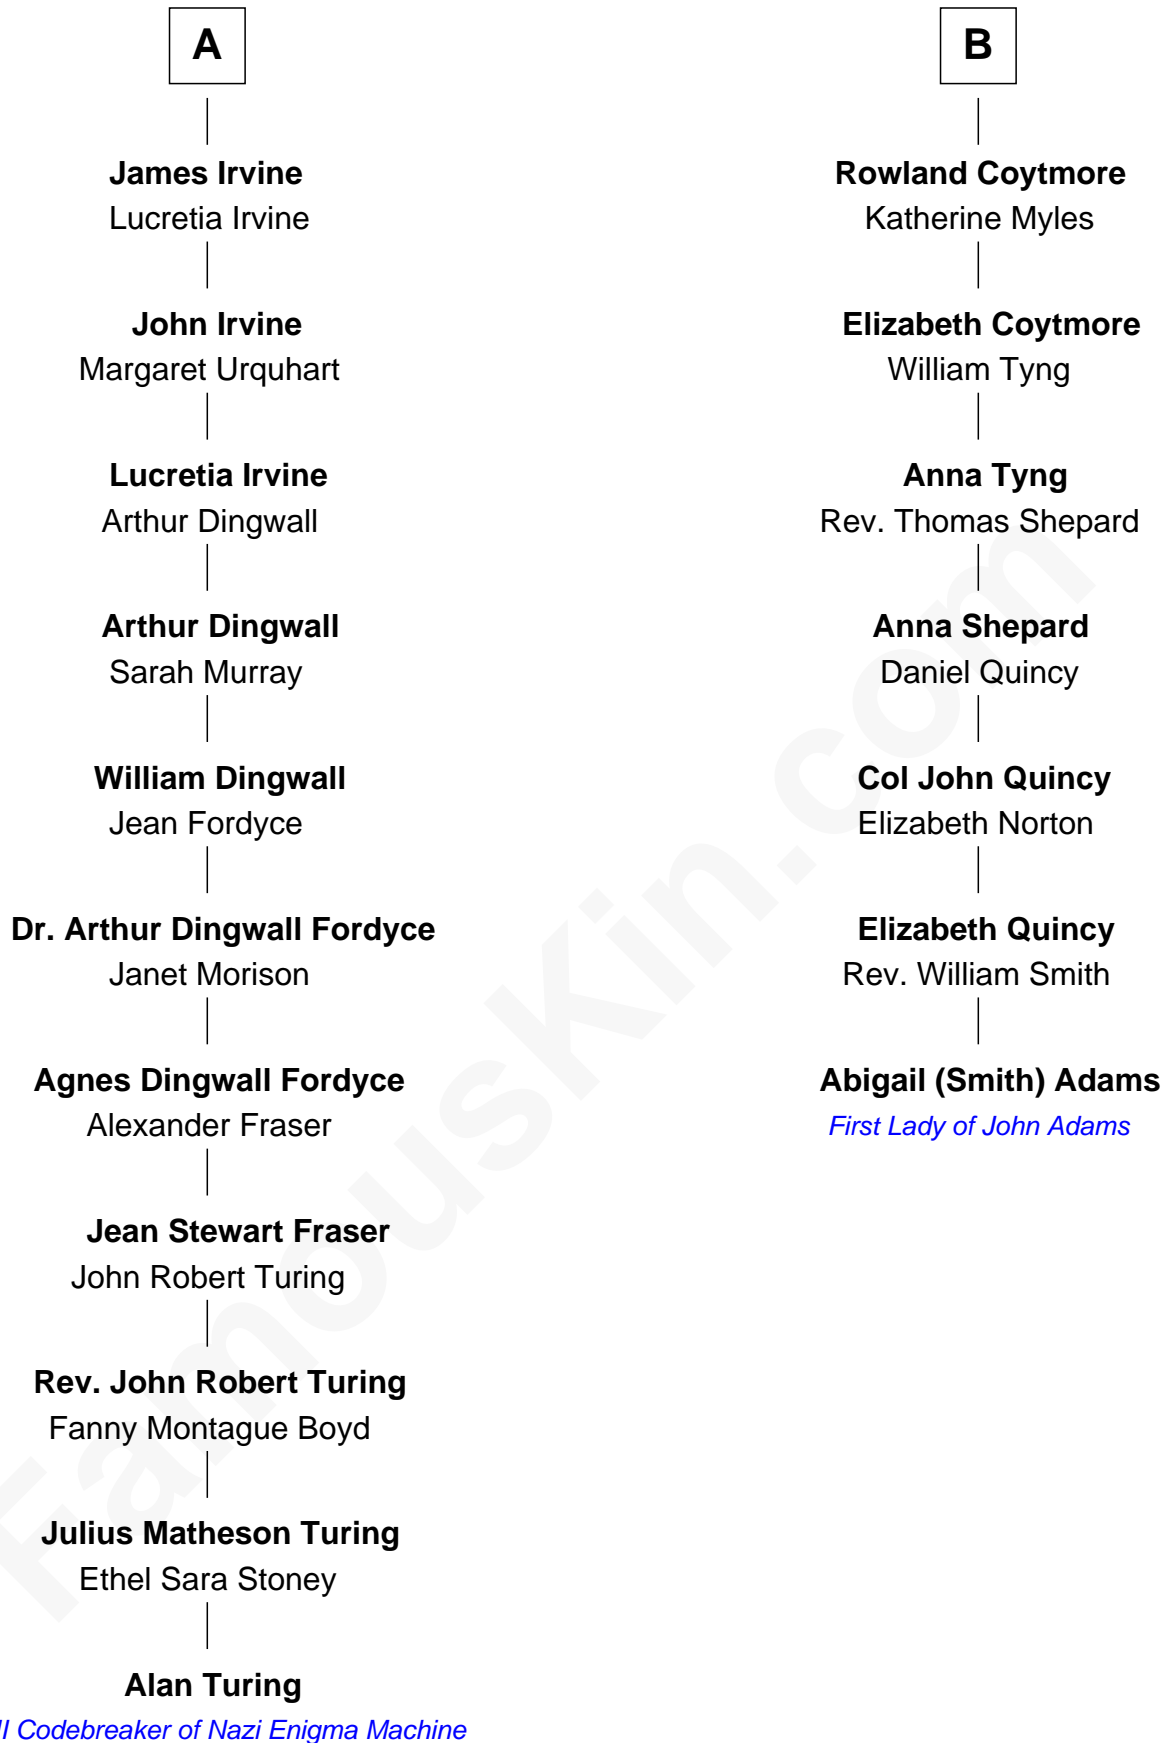 A
James Irvine
Lucretia Irvine
John Irvine
Margaret Urquhart
Lucretia Irvine
Arthur Dingwall
Arthur Dingwall
Sarah Murray
William Dingwall
Jean Fordyce
Dr. Arthur Dingwall Fordyce
Janet Morison
Agnes Dingwall Fordyce
Alexander Fraser
Jean Stewart Fraser
John Robert Turing
Rev. John Robert Turing
Fanny Montague Boyd
Julius Matheson Turing
Ethel Sara Stoney
Alan Turing
II Codebreaker of Nazi Enigma Machine
B
Rowland Coytmore
Katherine Myles
Elizabeth Coytmore
William Tyng
Anna Tyng
Rev. Thomas Shepard
Anna Shepard
Daniel Quincy
Col John Quincy
Elizabeth Norton
Elizabeth Quincy
Rev. William Smith
Abigail (Smith) Adams
First Lady of John Adams
FamousKin.com